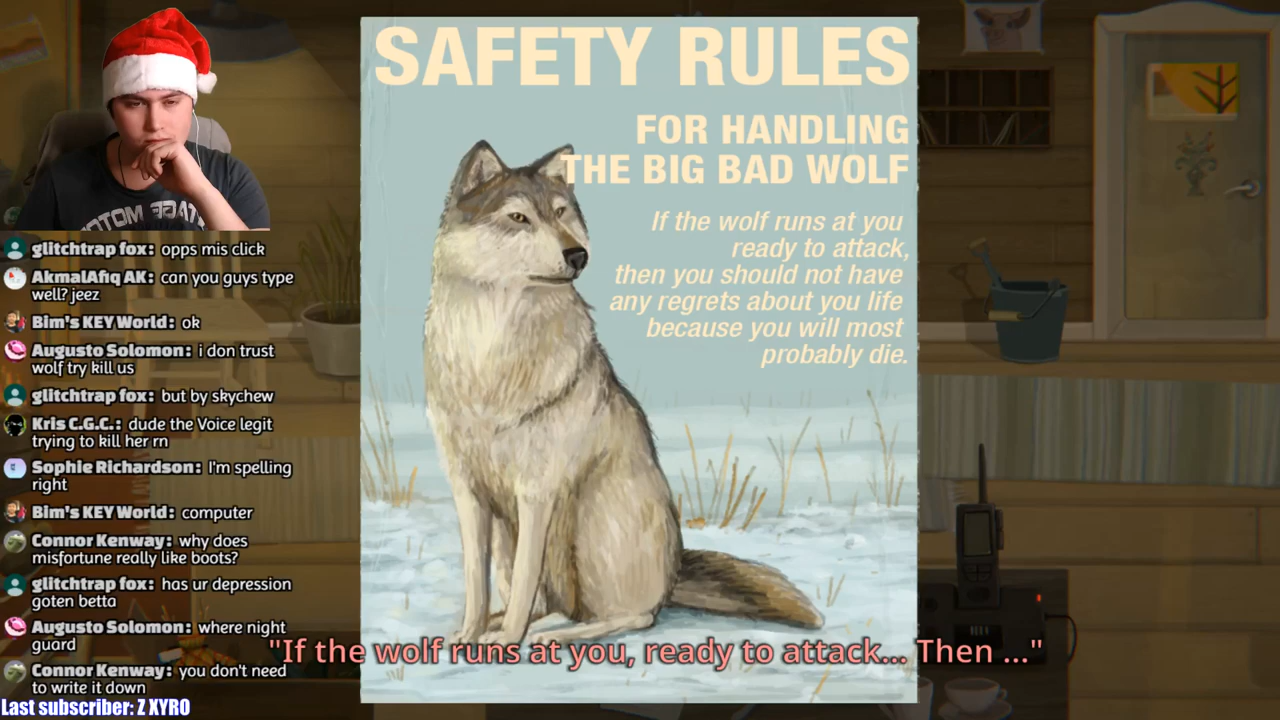 SAFETY RULES
FOR HANDLING
THE BIG BAD WOLF
If the wolf runs at you
ready to attack,
then you should not have
any regrets about you life
because you will most
probably die.
"If the wolf runs at you, ready to attack... Then ..."
glitchtrap fox: opps mis click
AkmalAfiq AK: can you guys type
well? jeez
Bim's KEY World: ok
Augusto Solomon: i don trust
wolf try kill us
glitchtrap fox: but by skychew
Kris C.G.C.: dude the Voice legit
trying to kill her rn
Sophie Richardson: I'm spelling
right
Bim's KEY World: computer
Connor Kenway: why does
misfortune really like boots?
glitchtrap fox: has ur depression
goten betta
Augusto Solomon: where night
guard
Connor Kenway: you don't need
to write it down
Last subscriber: Z XYRO